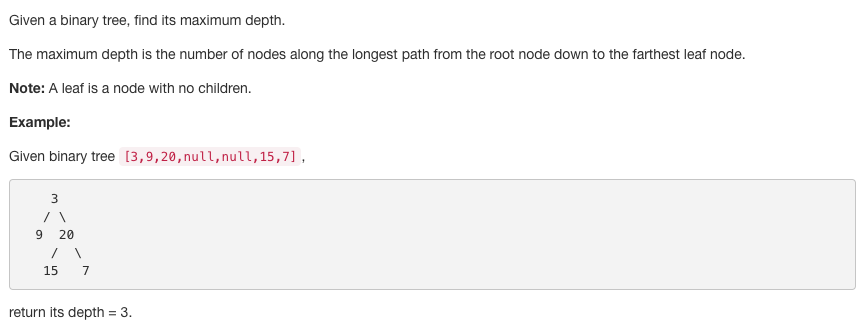 Given a binary tree, find its maximum depth.
The maximum depth is the number of nodes along the longest path from the root node down to the farthest leaf node.
Note: A leaf is a node with no children.
Example:
Given binary tree [3,9,20,null,null,15,7],
    3
   / \
  9  20
    /  \
   15   7
return its depth = 3.